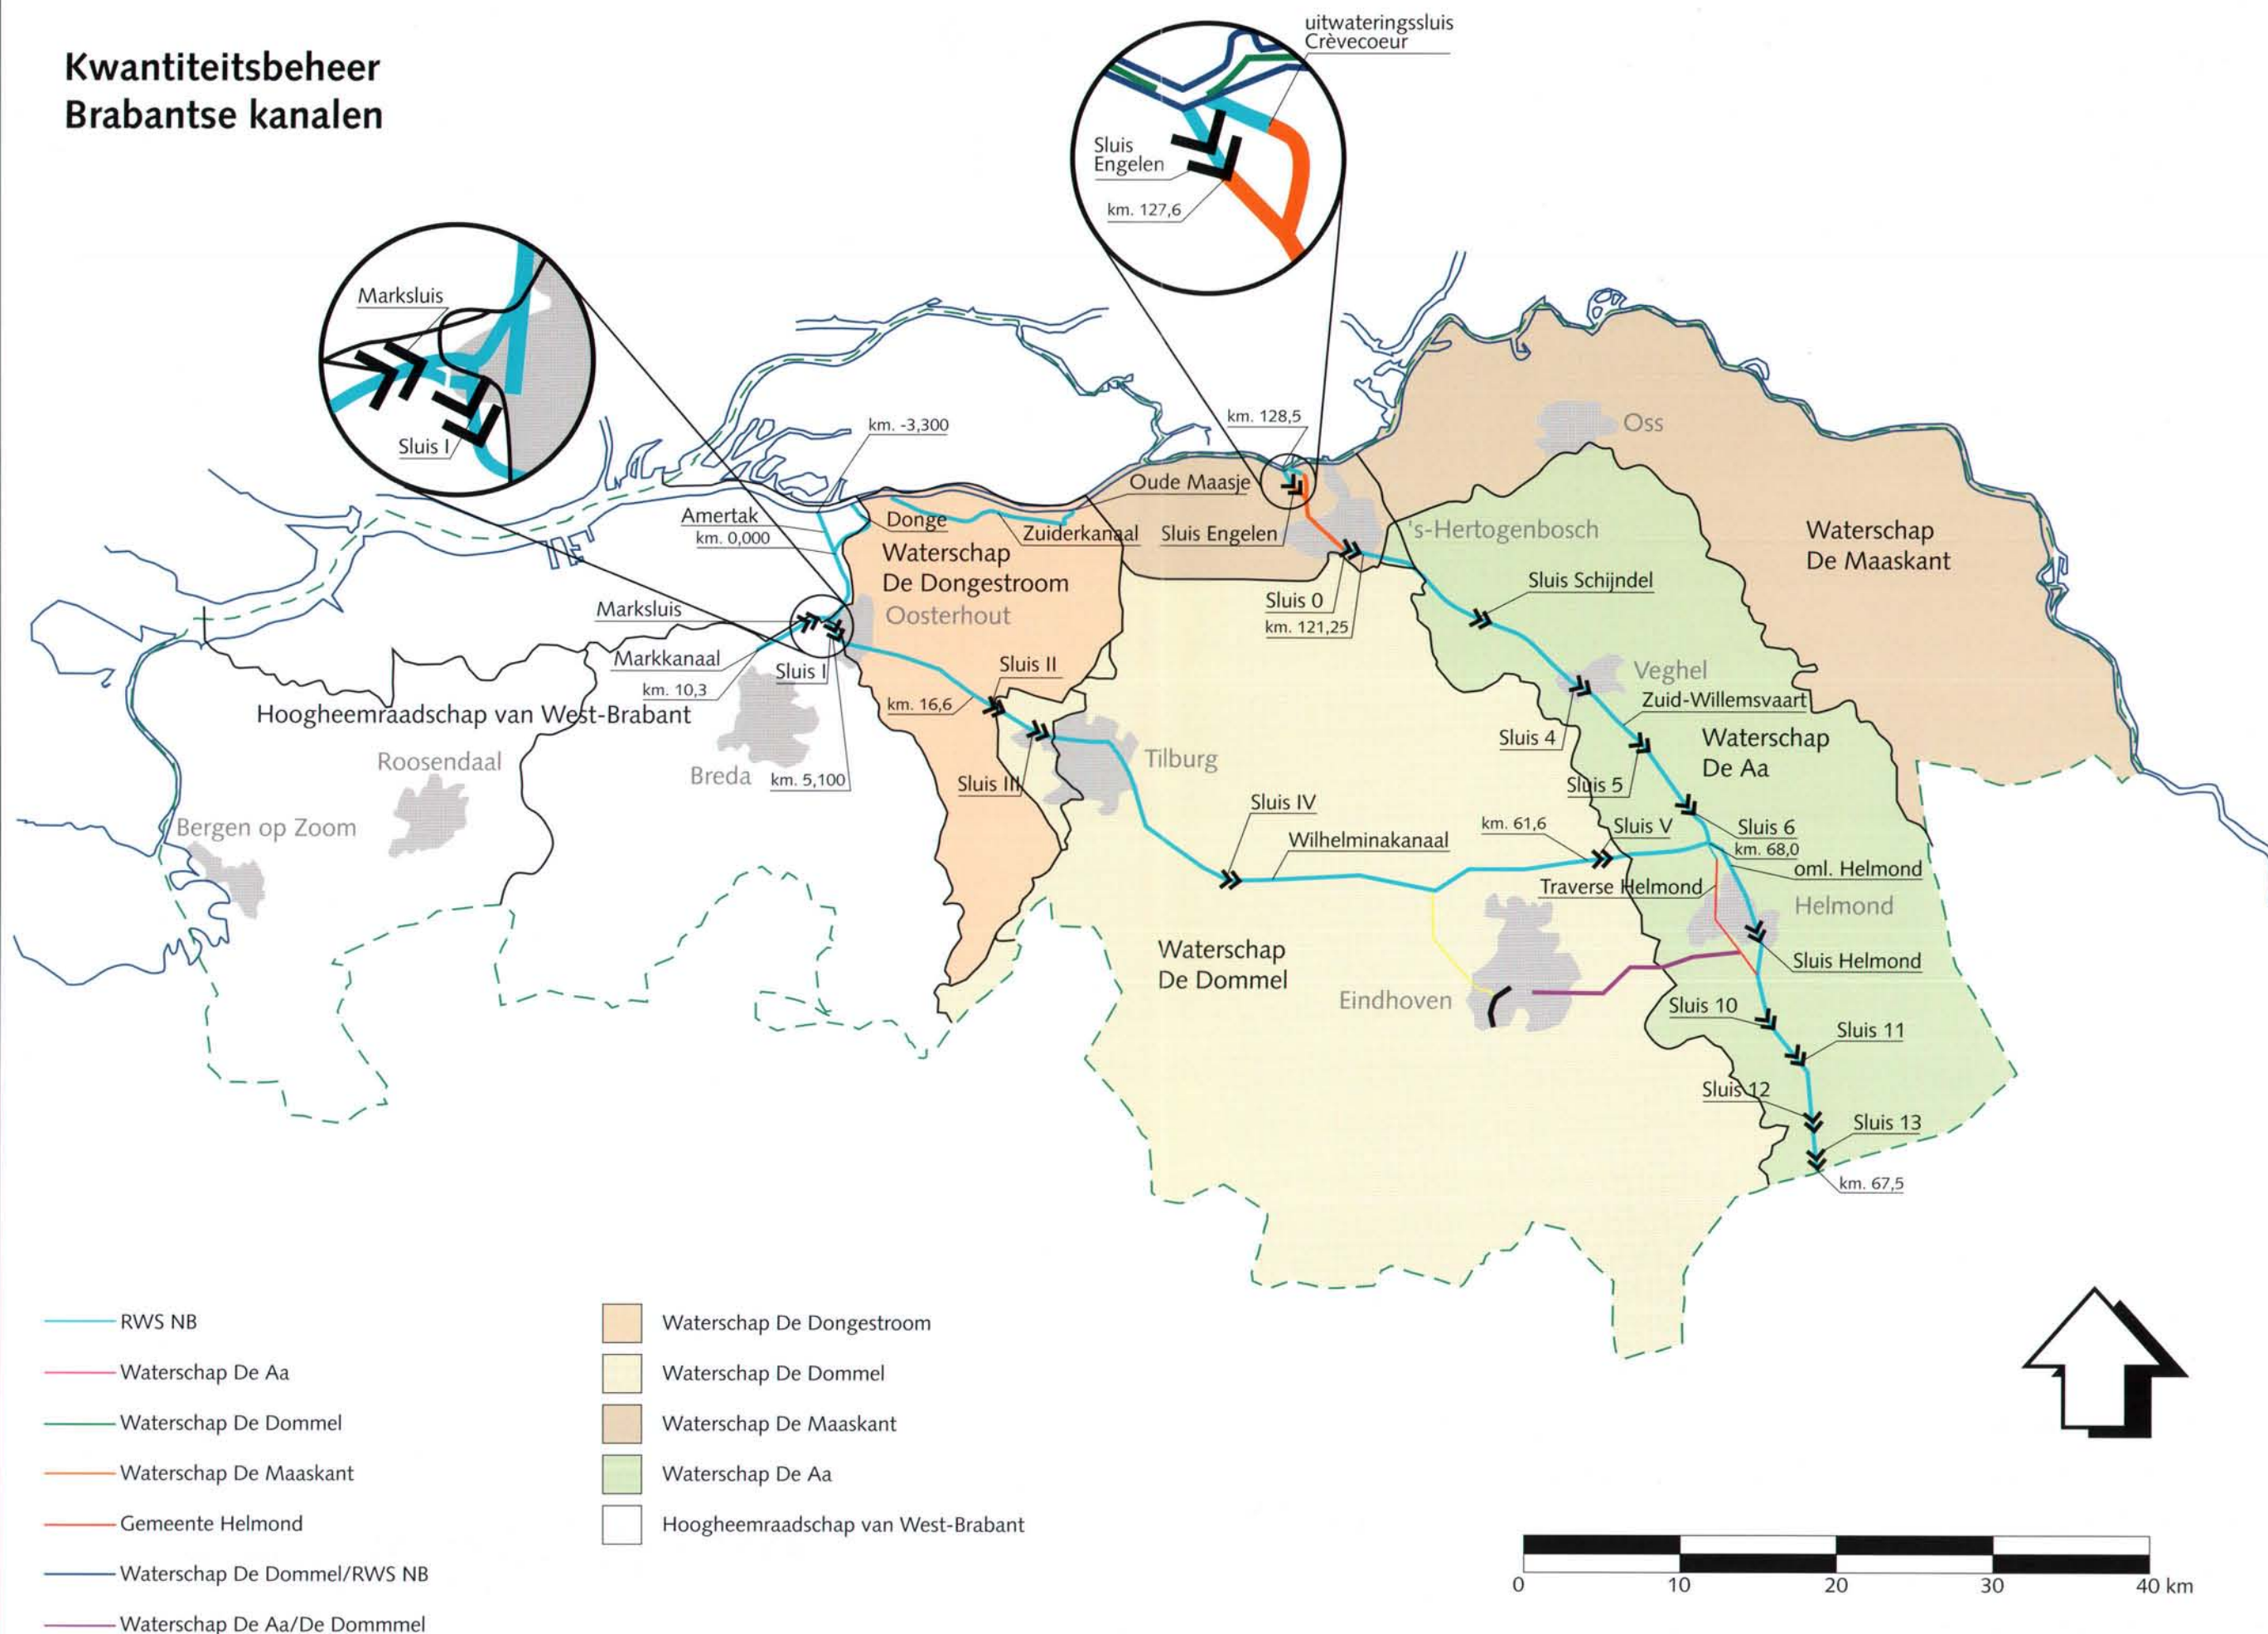 Kwantiteitsbeheer
Brabantse kanalen
uitwateringssluis
Crèvecoeur
Sluis
Engelen
km. 127,6
Marksluis
Sluis I
km. 128,5
km. -3,300
Oss
Oude Maasje
Amertak
km. 0,000
Donge
Zuiderkanaal
Sluis Engelen
's-Hertogenbosch
Waterschap
De Maaskant
Waterschap
De Dongestroom
Oosterhout
Sluis 0
km. 121,25
Sluis Schijndel
Marksluis
Markkanaal
km. 10,3
Sluis I
Sluis II
km. 16,6
Veghel
Zuid-Willemsvaart
Hoogheemraadschap van West-Brabant
Roosendaal
Breda
km. 5,100
Sluis III
Tilburg
Sluis 4
Waterschap
De Aa
Sluis 5
Bergen op Zoom
Sluis IV
Wilhelminakanaal
km. 61,6
Sluis V
Sluis 6
km. 68,0
oml. Helmond
Traverse Helmond
Helmond
Waterschap
De Dommel
Eindhoven
Sluis Helmond
Sluis 10
Sluis 11
Sluis 12
Sluis 13
km. 67,5
RWS NB
Waterschap De Aa
Waterschap De Dommel
Waterschap De Maaskant
Gemeente Helmond
Waterschap De Dommel/RWS NB
Waterschap De Aa/De Dommmel
Waterschap De Dongestroom
Waterschap De Dommel
Waterschap De Maaskant
Waterschap De Aa
Hoogheemraadschap van West-Brabant
0 10 20 30 40 km